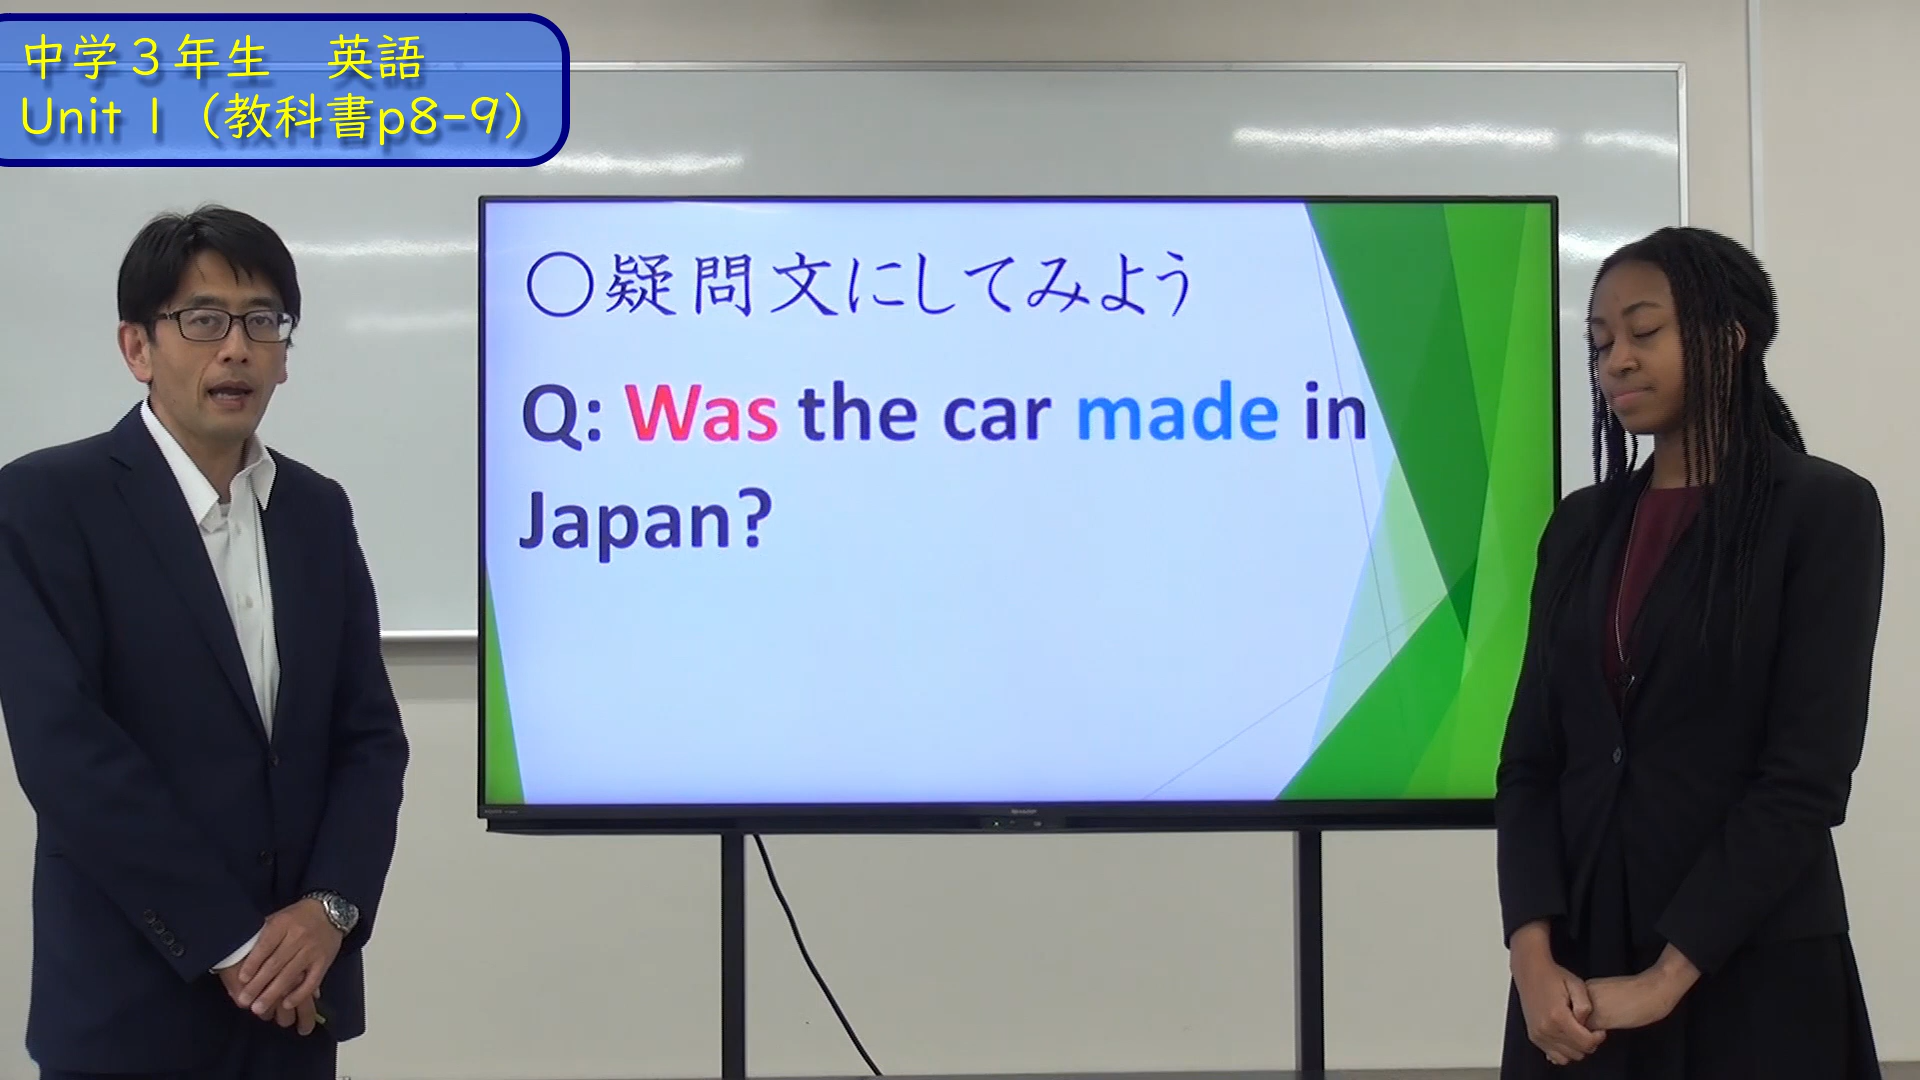 中学３年生　英語
Unit 1（教科書p8-9）
○疑問文にしてみよう
Q: Was the car made in
Japan?